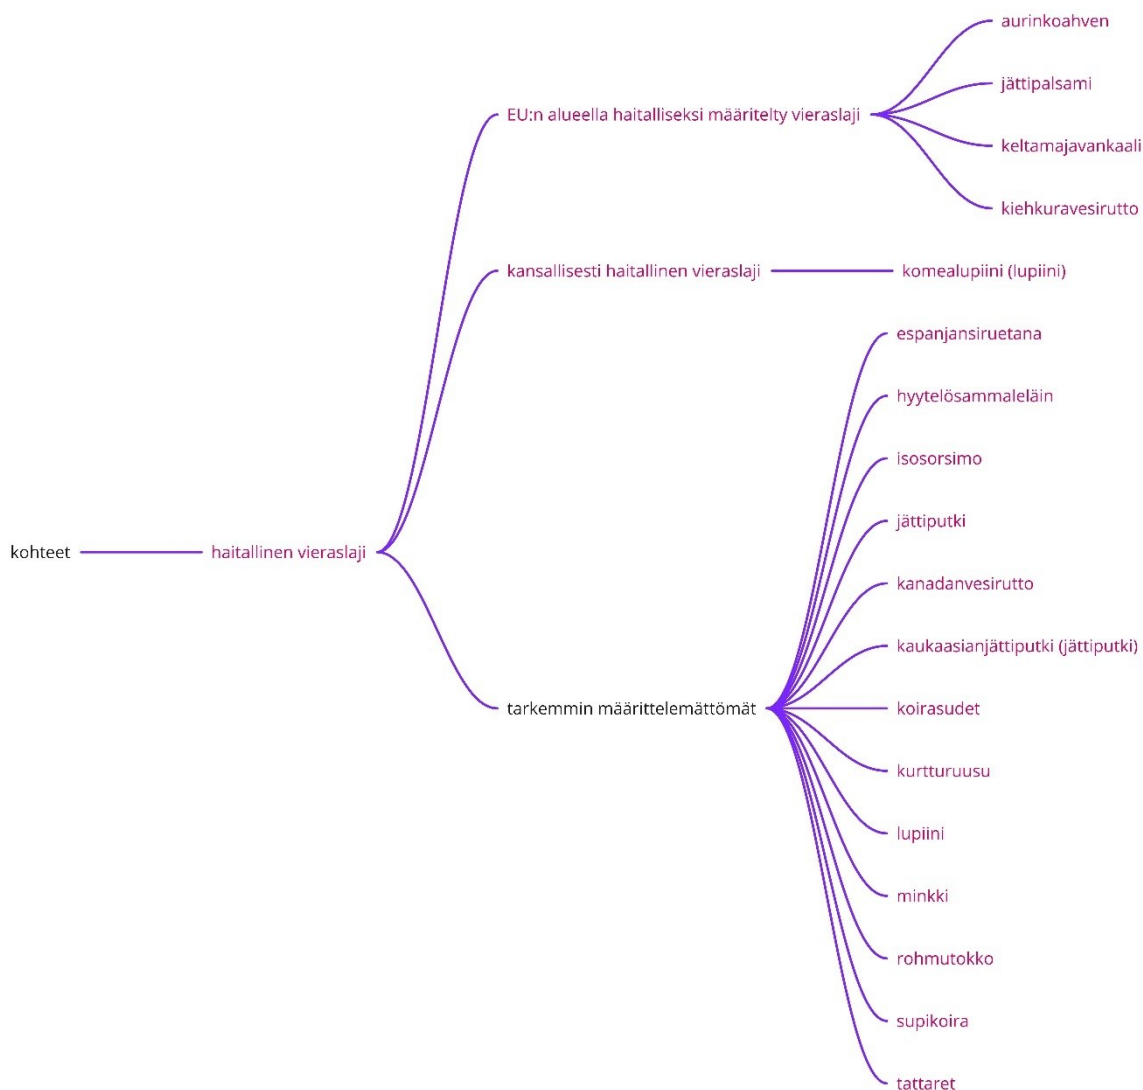 kohteet
haitallinen vieraslaji
EU:n alueella haitalliseksi määritelty vieraslaji
aurinkoahven
jättipalsami
keltamajavankaali
kiehkuravesirutto
kansallisesti haitallinen vieraslaji
komealupiini (lupiini)
tarkemmin määrittelemättömät
espanjansiruetana
hyytelösammaleläin
isosorsimo
jättiputki
kanadanvesirutto
kaukaasianjättiputki (jättiputki)
koirasudet
kurtturuusu
lupiini
minkki
rohmutokko
supikoira
tattaret